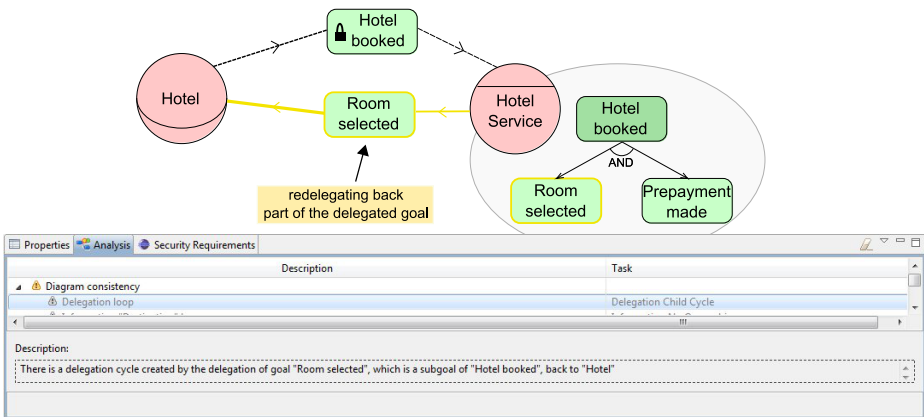 Hotel
booked
Hotel
Room
selected
Hotel
Service
Hotel
booked
AND
Room
selected
Prepayment
made
redelegating back
part of the delegated goal
Properties Analysis Security Requirements
Description Task
Diagram consistency
Delegation loop Delegation Child Cycle
Description:
There is a delegation cycle created by the delegation of goal "Room selected", which is a subgoal of "Hotel booked", back to "Hotel"